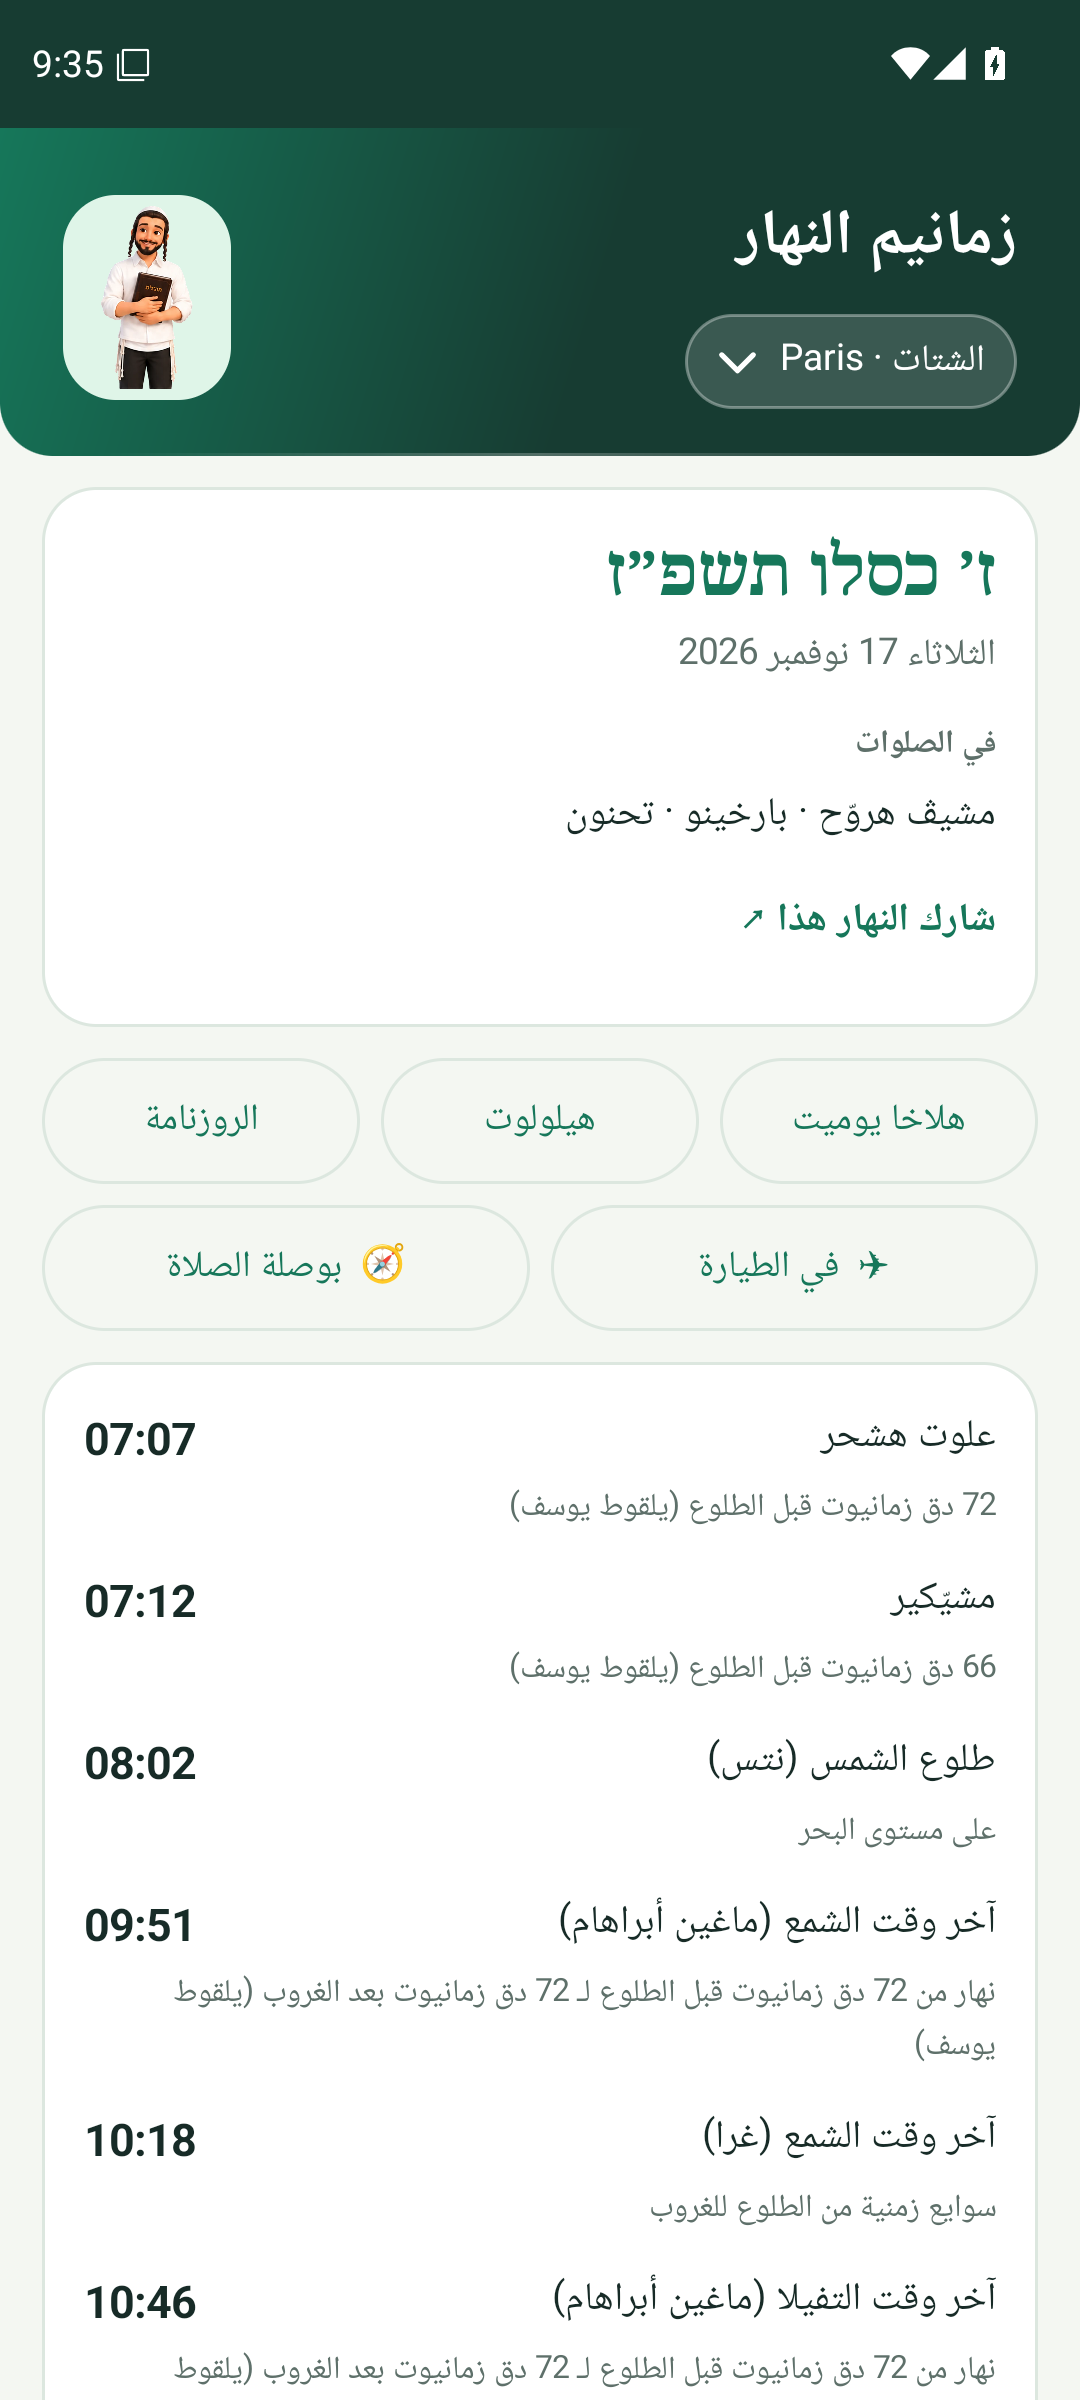 9:35
زمانيم النهار
الشتات · Paris
ז׳ כסלו תשפ״ז
الثلاثاء 17 نوفمبر 2026
في الصلوات
مشيڤ هروّح · بارخينو · تحنون
شارك النهار هذا ↗
هلاخا يوميت
هيلولوت
الروزنامة
✈ في الطيارة
🧭 بوصلة الصلاة
علوت هشحر
07:07
72 دق زمانيوت قبل الطلوع (يلقوط يوسف)
مشيّكير
07:12
66 دق زمانيوت قبل الطلوع (يلقوط يوسف)
طلوع الشمس (نتس)
08:02
على مستوى البحر
آخر وقت الشمع (ماغين أبراهام)
09:51
نهار من 72 دق زمانيوت قبل الطلوع لـ 72 دق زمانيوت بعد الغروب (يلقوط
يوسف)
آخر وقت الشمع (غرا)
10:18
سوايع زمنية من الطلوع للغروب
آخر وقت التفيلا (ماغين أبراهام)
10:46
نهار من 72 دق زمانيوت قبل الطلوع لـ 72 دق زمانيوت بعد الغروب (يلقوط